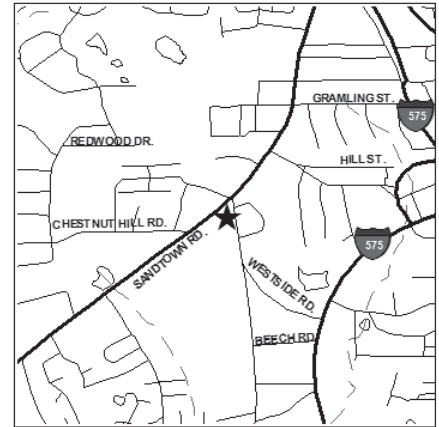 GRAMLING ST.
575
REDWOOD DR.
HILL ST.
CHESTNUT HILL RD.
575
SANDTOWN RD.
WESTSIDE RD.
BEECH RD.